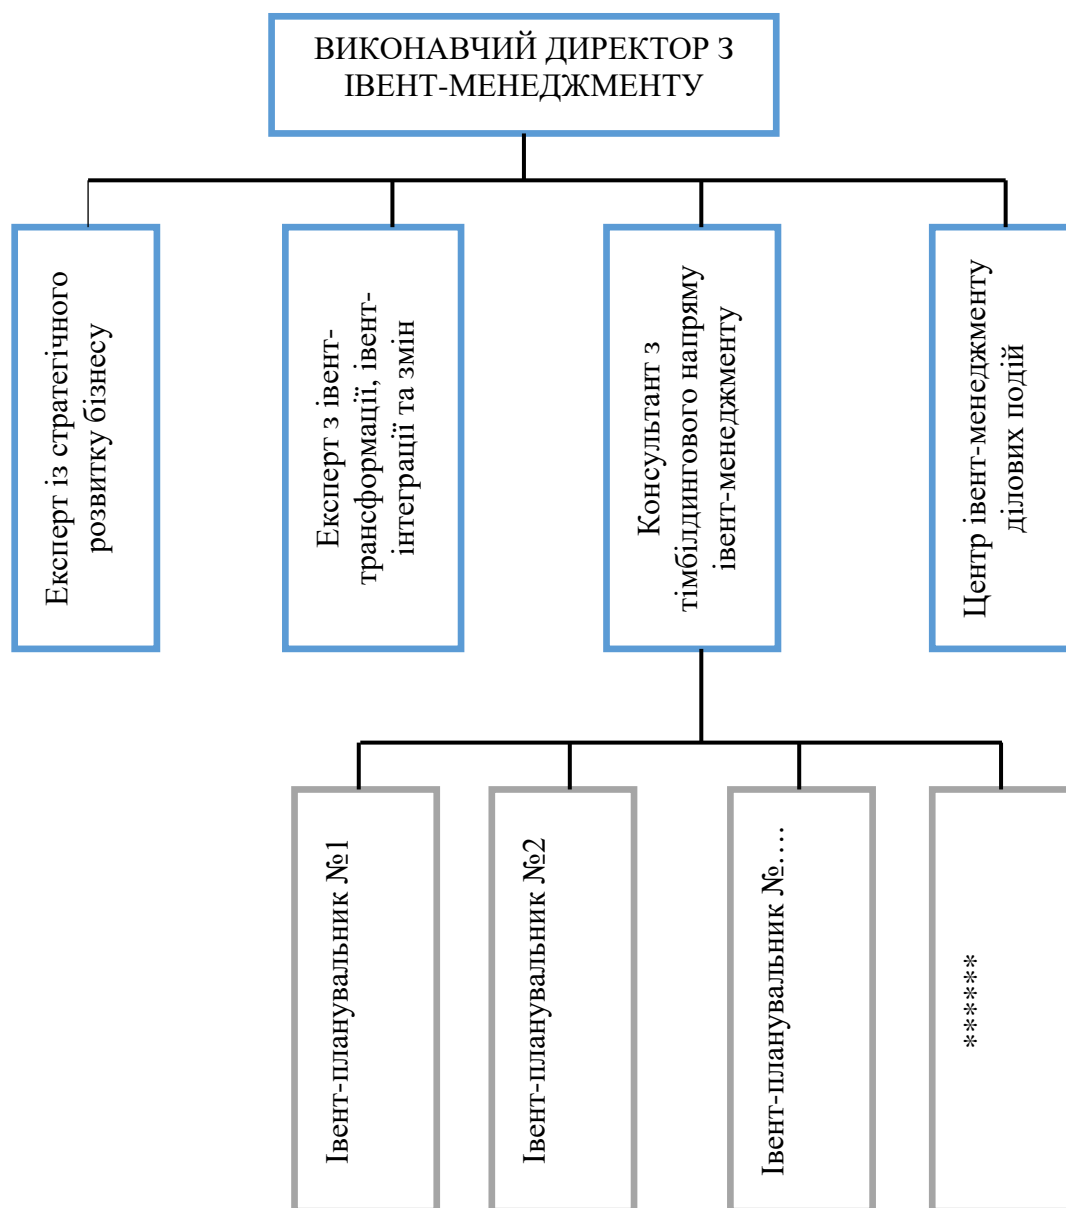 ВИКОНАВЧИЙ ДИРЕКТОР З
ІВЕНТ-МЕНЕДЖМЕНТУ
Експерт із стратегічного
розвитку бізнесу
Експерт з івент-
трансформації, івент-
інтеграції та змін
Консультант з
тімбілдингового напряму
івент-менеджменту
Центр івент-менеджменту
ділових подій
Івент-планувальник №1
Івент-планувальник №2
Івент-планувальник №….
*******